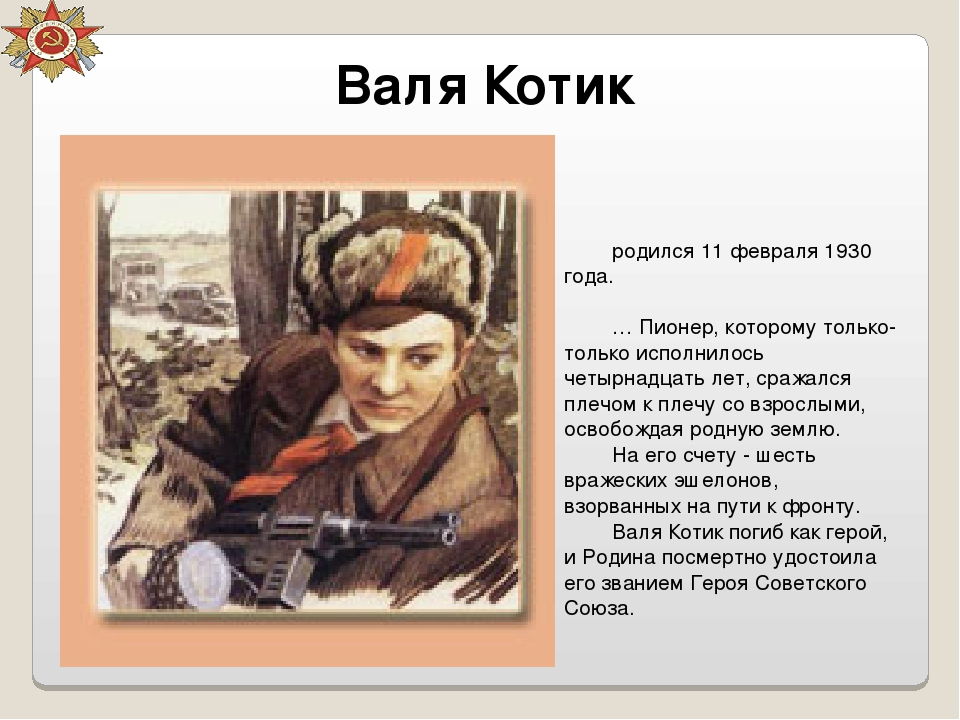 Валя Котик
родился 11 февраля 1930
года.
… Пионер, которому только-
только исполнилось
четырнадцать лет, сражался
плечом к плечу со взрослыми,
освобождая родную землю.
На его счету - шесть
вражеских эшелонов,
взорванных на пути к фронту.
Валя Котик погиб как герой,
и Родина посмертно удостоила
его званием Героя Советского
Союза.